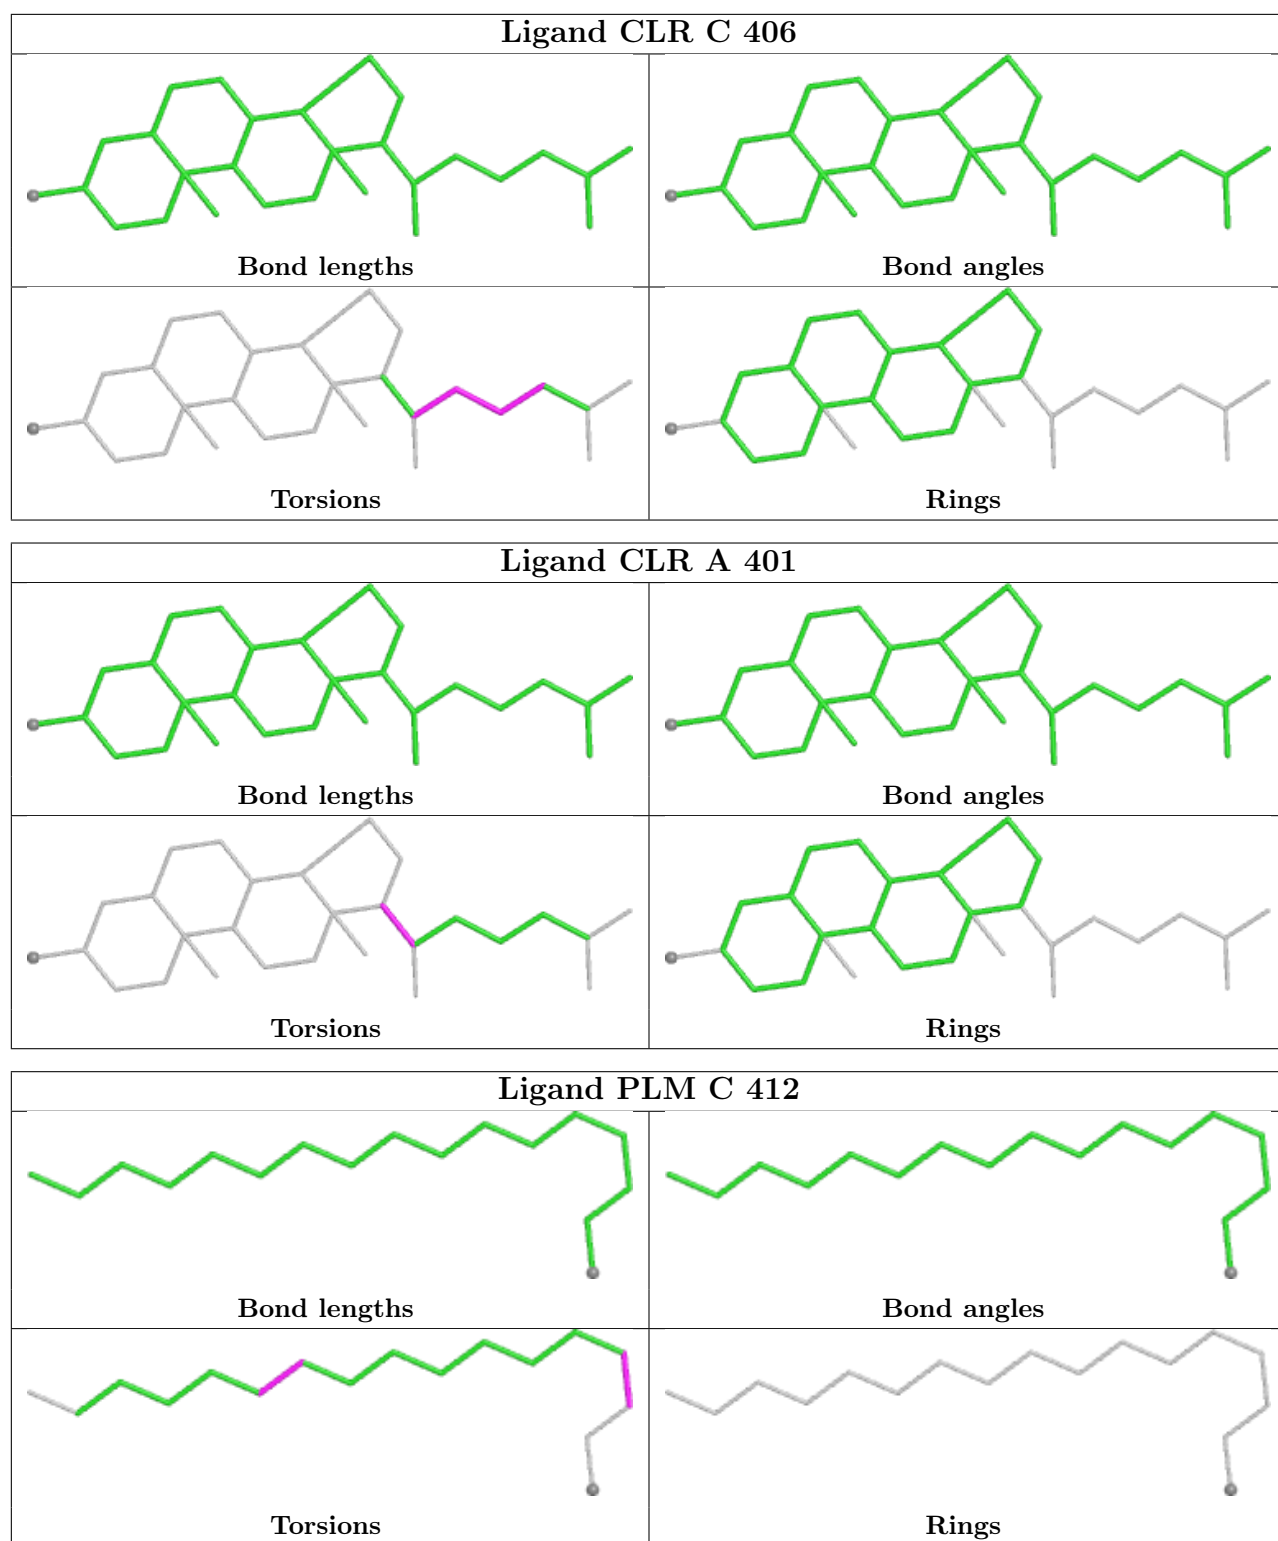 Ligand CLR C 406
Bond lengths
Bond angles
Torsions
Rings
Ligand CLR A 401
Bond lengths
Bond angles
Torsions
Rings
Ligand PLM C 412
Bond lengths
Bond angles
Torsions
Rings